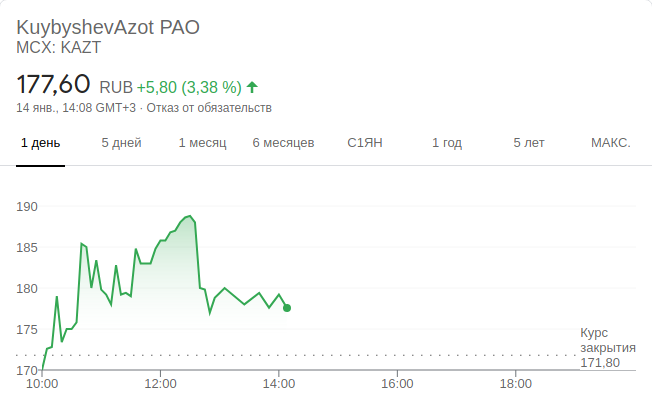 KuybyshevAzot PAO
MCX: KAZT
177,60 RUB +5,80 (3,38 %)
14 янв., 14:08 GMT+3 · Отказ от обязательств
1 день 5 дней 1 месяц 6 месяцев С1ЯН 1 год 5 лет МАКС.
190
185
180
175
Курс
закрытия
171,80
170
10:00 12:00 14:00 16:00 18:00